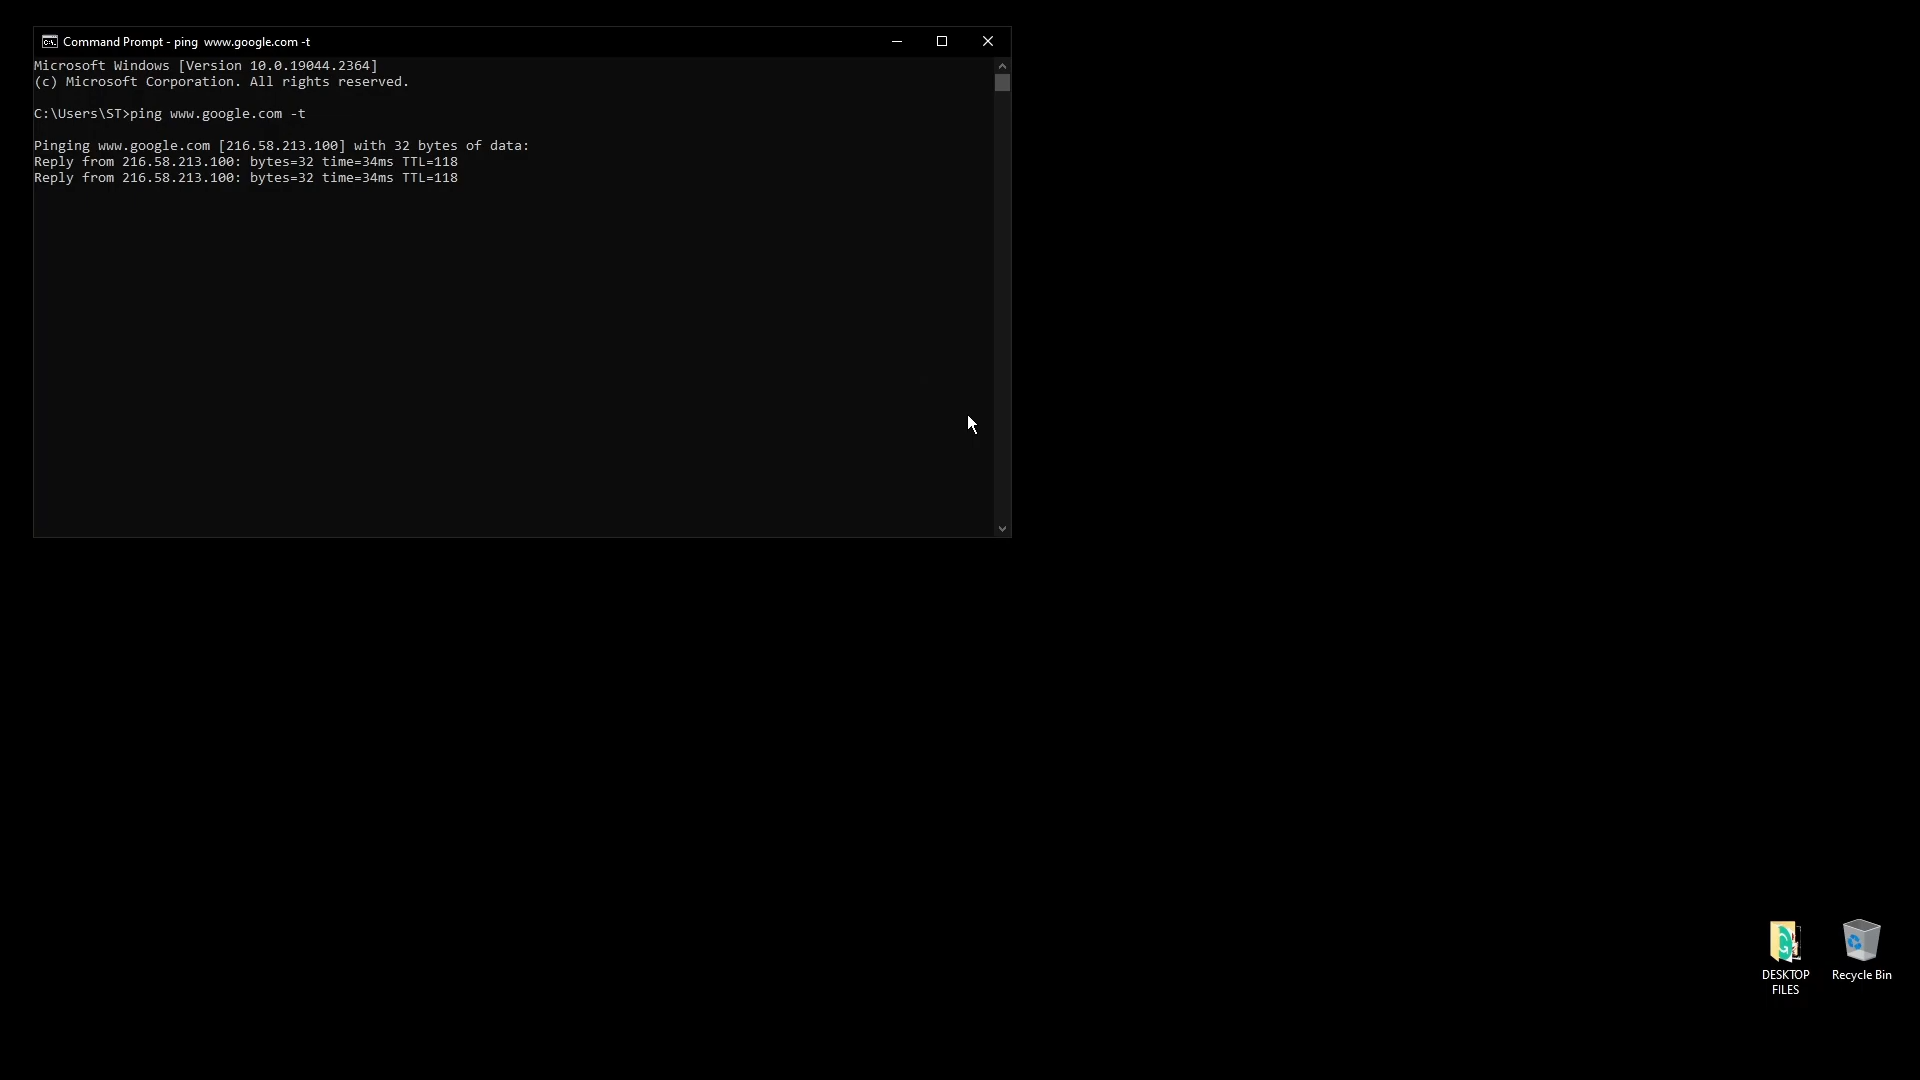 Command Prompt - ping  www.google.com -t
Microsoft Windows [Version 10.0.19044.2364]
(c) Microsoft Corporation. All rights reserved.
C:\Users\ST>ping www.google.com -t
Pinging www.google.com [216.58.213.100] with 32 bytes of data:
Reply from 216.58.213.100: bytes=32 time=34ms TTL=118
Reply from 216.58.213.100: bytes=32 time=34ms TTL=118
DESKTOP
FILES
Recycle Bin